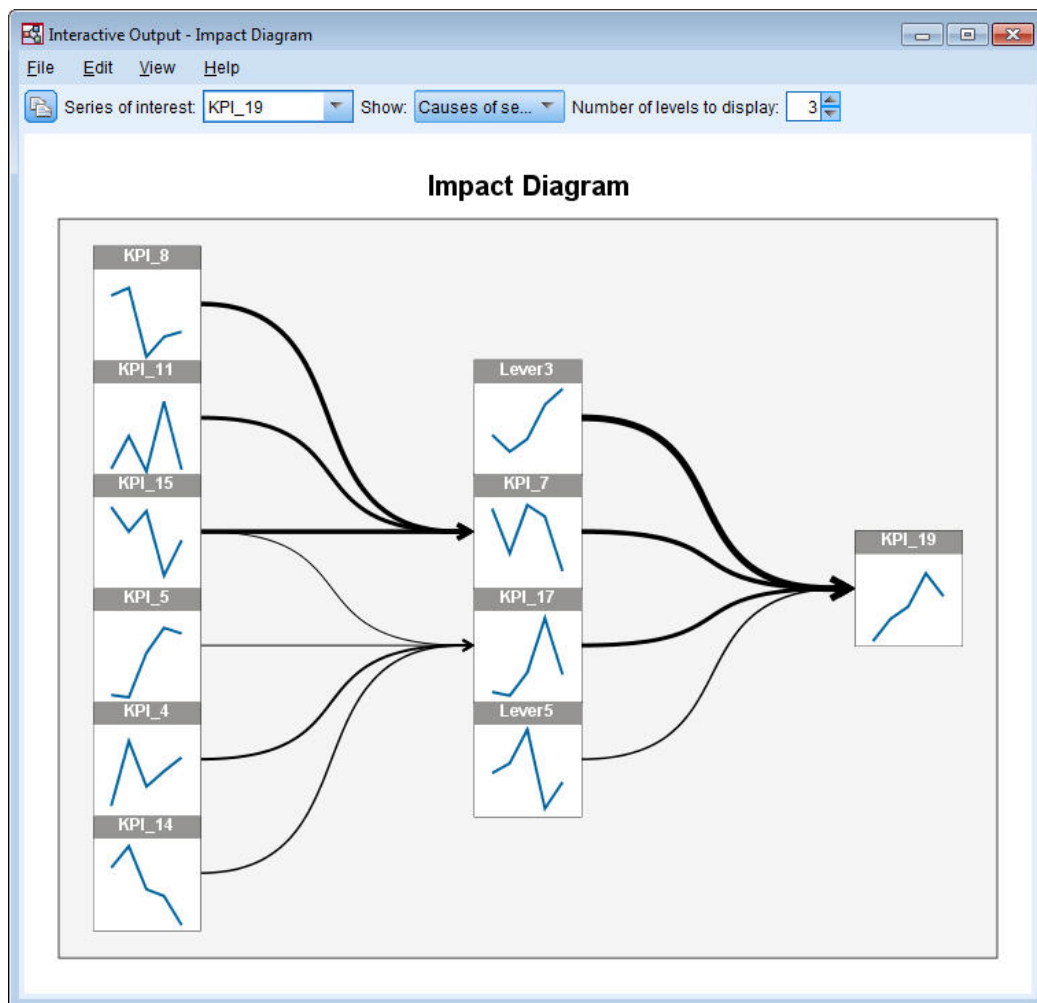 Interactive Output - Impact Diagram
File Edit View Help
Series of interest: KPI_19 Show: Causes of se... Number of levels to display: 3
Impact Diagram
KPI_8
KPI_11
KPI_15
KPI_5
KPI_4
KPI_14
Lever3
KPI_7
KPI_17
Lever5
KPI_19